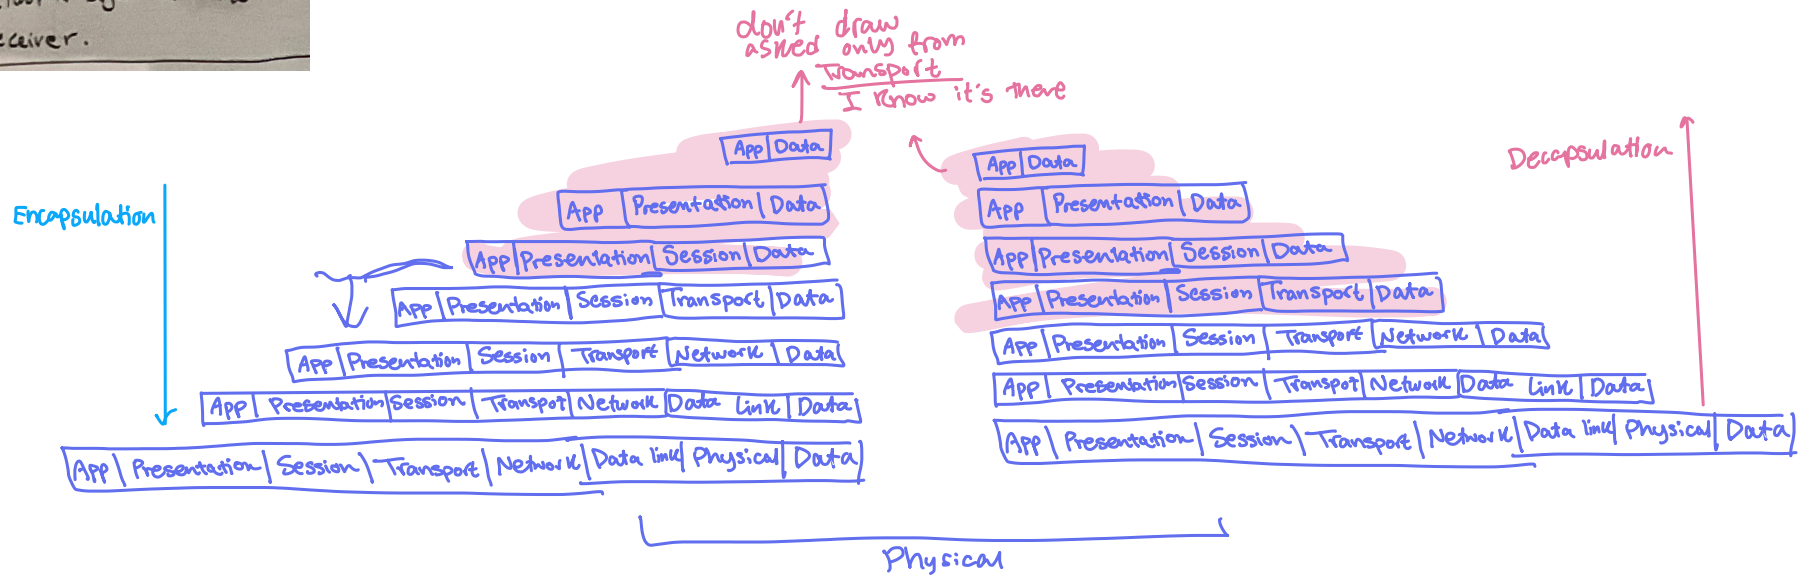 eceiver.
don't draw
asked only from
Transport
I know it's there
Encapsulation
App Data
App Presentation Data
App Presentation Session Data
App Presentation Session Transport Data
App Presentation Session Transport Network Data
App Presentation Session Transpot Network Data Link Data
App Presentation Session Transport Network Data link Physical Data
App Data
App Presentation Data
App Presentation Session Data
App Presentation Session Transport Data
App Presentation Session Transport Network Data
App Presentation Session Transpot Network Data Link Data
App Presentation Session Transport Network Data link Physical Data
Decapsulation
Physical